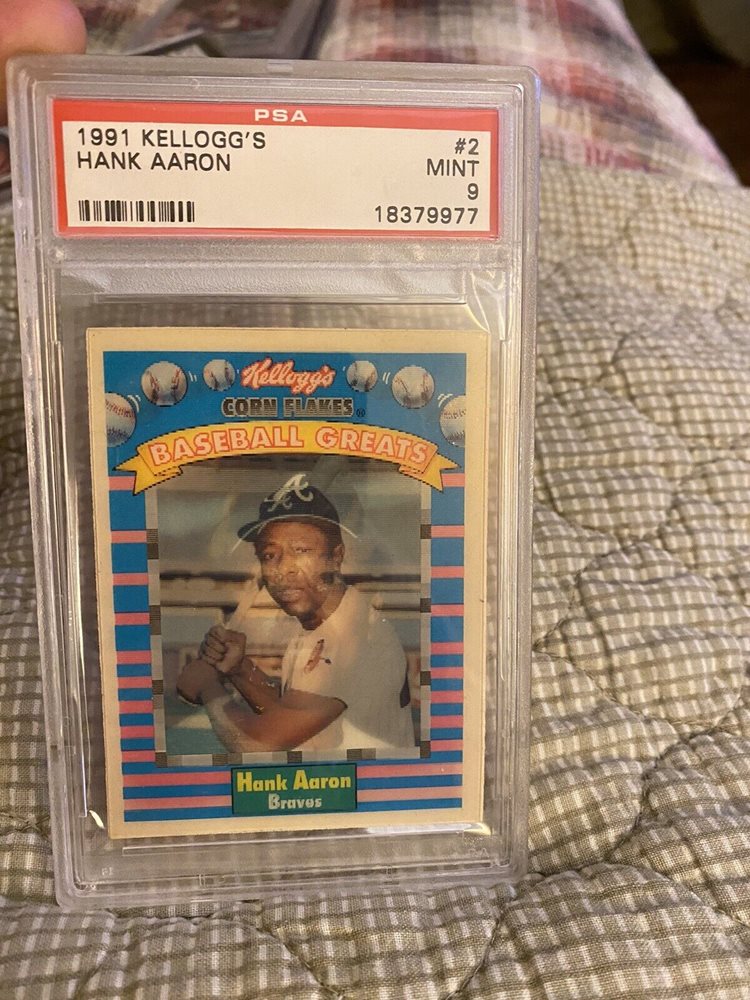 PSA
1991 KELLOGG'S #2
HANK AARON MINT
9
18379977
Kellogg's
CORN FLAKES®
BASEBALL GREATS
A
Hank Aaron
Braves